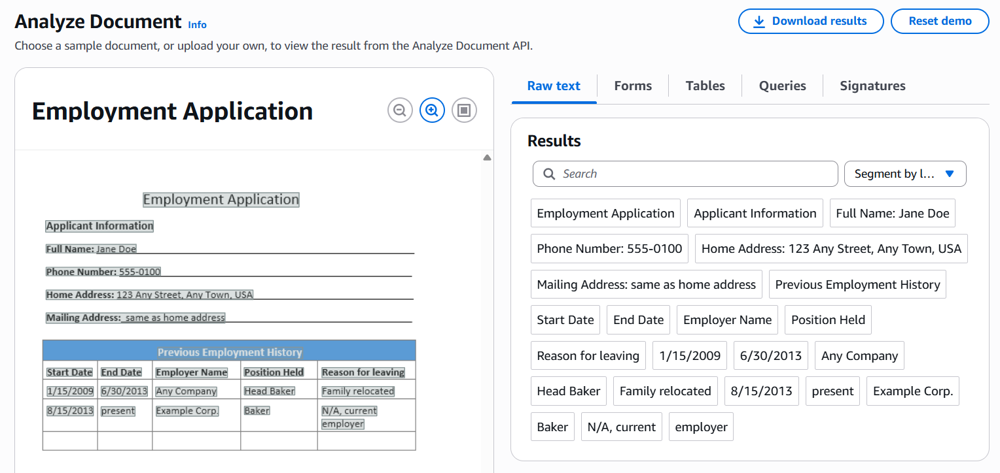 Analyze Document Info
Download results
Reset demo
Choose a sample document, or upload your own, to view the result from the Analyze Document API.
Employment Application
Employment Application
Applicant Information
Full Name: Jane Doe
Phone Number: 555-0100
Home Address: 123 Any Street, Any Town, USA
Mailing Address: same as home address
Previous Employment History
Start Date End Date Employer Name Position Held Reason for leaving
1/15/2009 6/30/2013 Any Company Head Baker Family relocated
8/15/2013 present Example Corp. Baker N/A, current
employer
Raw text Forms Tables Queries Signatures
Results
Search
Segment by l...
Employment Application Applicant Information Full Name: Jane Doe
Phone Number: 555-0100 Home Address: 123 Any Street, Any Town, USA
Mailing Address: same as home address Previous Employment History
Start Date End Date Employer Name Position Held
Reason for leaving 1/15/2009 6/30/2013 Any Company
Head Baker Family relocated 8/15/2013 present Example Corp.
Baker N/A, current employer